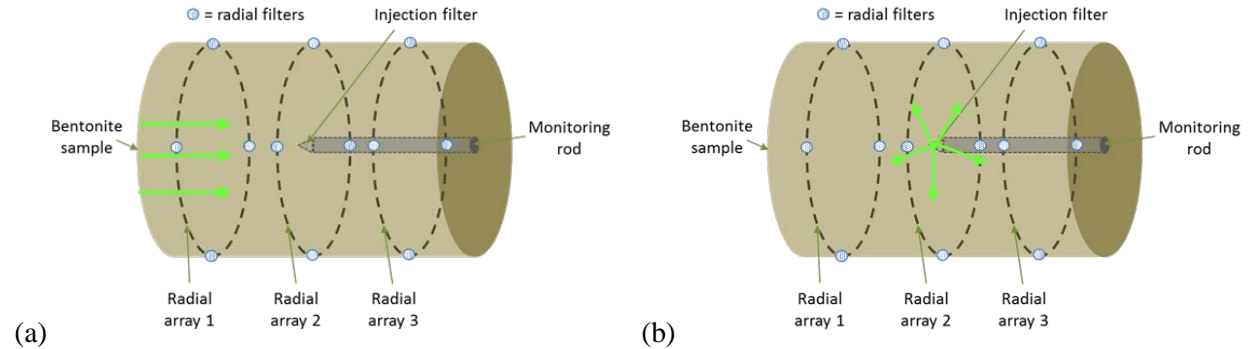 = radial filters
Injection filter
Bentonite
sample
Monitoring
rod
Radial
array 1
Radial
array 2
Radial
array 3
(a)
= radial filters
Injection filter
Bentonite
sample
Monitoring
rod
Radial
array 1
Radial
array 2
Radial
array 3
(b)